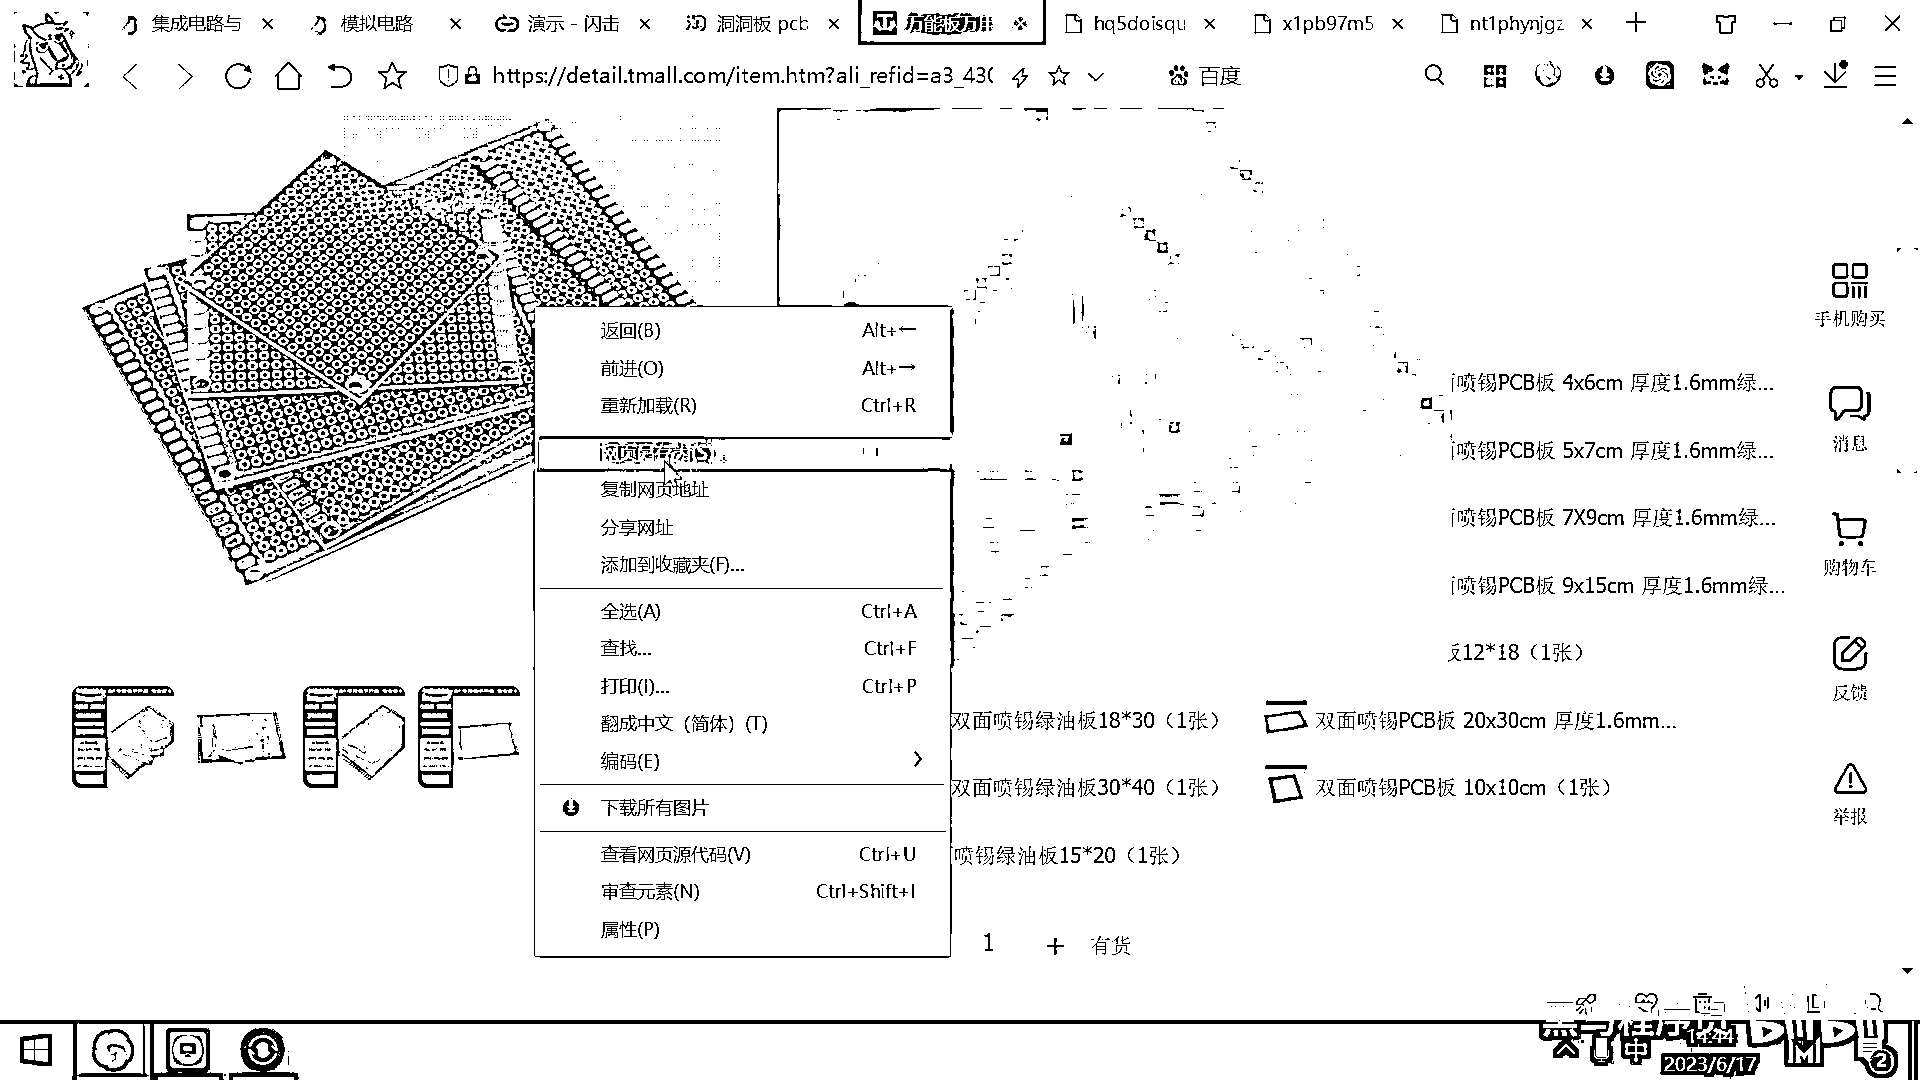 集成电路与
模拟电路
演示 - 闪击
洞洞板 pcb
万能板万用
hq5doisqu
x1pb97m5
nt1phynjgz
https://detail.tmall.com/item.htm?ali_refid=a3_430
百度
返回(B) Alt+←
前进(O) Alt+→
重新加载(R) Ctrl+R
网页另存为(S)...
复制网页地址
分享网址
添加到收藏夹(F)...
全选(A) Ctrl+A
查找... Ctrl+F
打印(I)... Ctrl+P
翻成中文（简体）(T)
编码(E)
下载所有图片
查看网页源代码(V) Ctrl+U
审查元素(N) Ctrl+Shift+I
属性(P)
喷锡PCB板 4x6cm 厚度1.6mm绿...
喷锡PCB板 5x7cm 厚度1.6mm绿...
喷锡PCB板 7X9cm 厚度1.6mm绿...
喷锡PCB板 9x15cm 厚度1.6mm绿...
12*18（1张）
双面喷锡绿油板18*30（1张）
双面喷锡PCB板 20x30cm 厚度1.6mm...
双面喷锡绿油板30*40（1张）
双面喷锡PCB板 10x10cm（1张）
喷锡绿油板15*20（1张）
1 + 有货
手机购买
消息
购物车
反馈
举报
中
14:44
2023/6/17
2